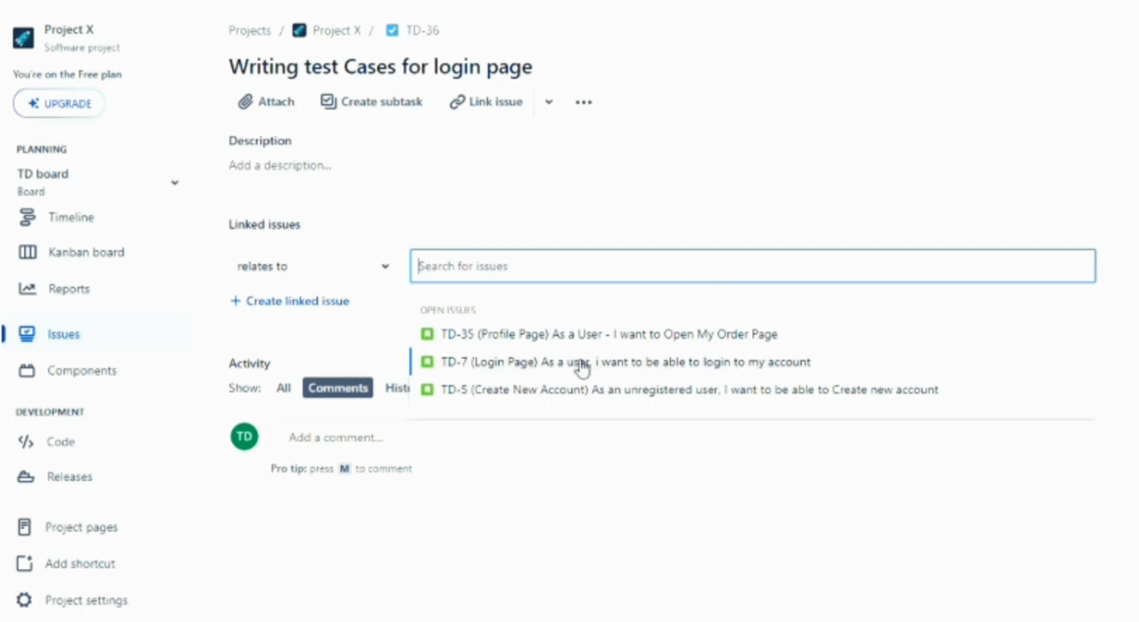 Project X
Software project
You're on the Free plan
UPGRADE
PLANNING
TD board
Board
Timeline
Kanban board
Reports
Issues
Components
DEVELOPMENT
Code
Releases
Project pages
Add shortcut
Project settings
Projects / Project X / TD-36
Writing test Cases for login page
Attach Create subtask Link issue
Description
Add a description...
Linked issues
relates to Search for issues
+ Create linked issue
OPEN ISSUES
TD-35 (Profile Page) As a User - I want to Open My Order Page
TD-7 (Login Page) As a user, i want to be able to login to my account
TD-5 (Create New Account) As an unregistered user, I want to be able to Create new account
Activity
Show: All Comments Hist
TD Add a comment...
Pro tip: press M to comment